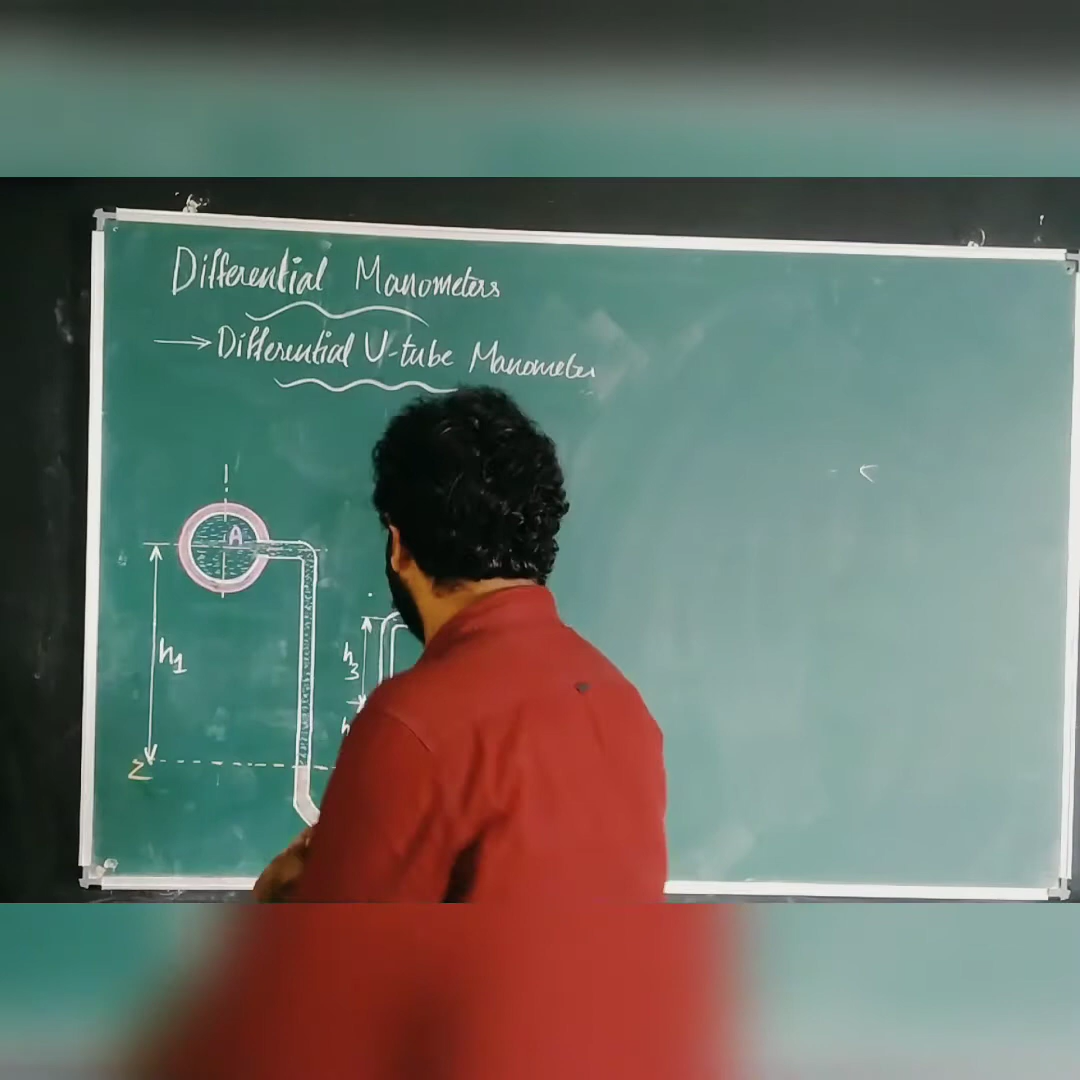 Differential Manometers
→ Differential U-tube Manometer
A
h1
h3
h
Z
<